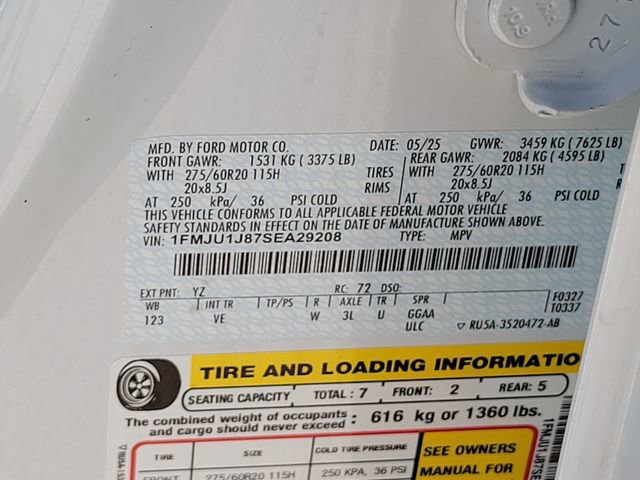 10.9
27
MFD. BY FORD MOTOR CO. DATE: 05/25 GVWR: 3459 KG ( 7625 LB)
FRONT GAWR: 1531 KG ( 3375 LB) REAR GAWR: 2084 KG ( 4595 LB)
WITH 275/60R20 115H TIRES WITH 275/60R20 115H
20x8.5J RIMS 20x8.5J
AT 250 kPa/ 36 PSI COLD AT 250 kPa/ 36 PSI COLD
THIS VEHICLE CONFORMS TO ALL APPLICABLE FEDERAL MOTOR VEHICLE
SAFETY STANDARDS IN EFFECT ON THE DATE OF MANUFACTURE SHOWN ABOVE.
VIN: 1FMJU1J87SEA29208 TYPE: MPV
EXT PNT: YZ RC: 72 DSO: F0327
WB INT TR TP/PS R AXLE TR SPR T0337
123 VE W 3L U GGAA
ULC ▽ RU5A-3520472-AB
TIRE AND LOADING INFORMATIO
SEATING CAPACITY TOTAL : 7 FRONT: 2 REAR: 5
The combined weight of occupants and cargo should never exceed : 616 kg or 1360 lbs.
TIRE SIZE COLD TIRE PRESSURE SEE OWNERS
FRONT 275/60R20 115H 250 KPA, 36 PSI MANUAL FOR
1FMJU1J87SE